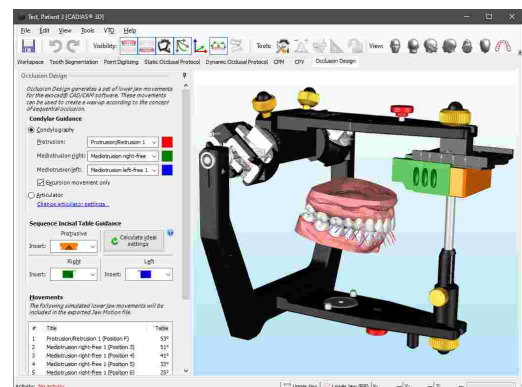 Test, Patient 3 [CADIAS® 3D]
File Edit View Tools VTO Help
Visibility: Tools: View:
Workspace Tooth Segmentation Point Digitizing Static Occlusal Protocol Dynamic Occlusal Protocol CPM CPV Occlusion Design
Occlusion Design
Occlusion Design generates a set of lower jaw movements
for the exocad® CAD/CAM software. These movements
can be used to create a wax-up according to the concept
of sequential occlusion.
Condylar Guidance
Condylography
Protrusion: Protrusion/Retrusion 1
Mediotrusion right: Mediotrusion right-free
Mediotrusion left: Mediotrusion left-free 1
Excursion movement only
Articulator
Change articulator settings...
Sequence Incisal Table Guidance
Protrusive
Insert:
Calculate ideal
settings
Right Left
Insert: Insert:
Movements
The following simulated lower jaw movements will be
included in the exported Jaw Motion file.
# Title Table
1 Protrusion/Retrusion 1 (Position F) 53°
2 Mediotrusion right-free 1 (Position 3) 51°
3 Mediotrusion right-free 1 (Position 4) 41°
4 Mediotrusion right-free 1 (Position 5) 33°
5 Mediotrusion right-free 1 (Position 6) 25°
Activity: No activity
Upper Jaw Lower Jaw (RP) X: Y: Z: